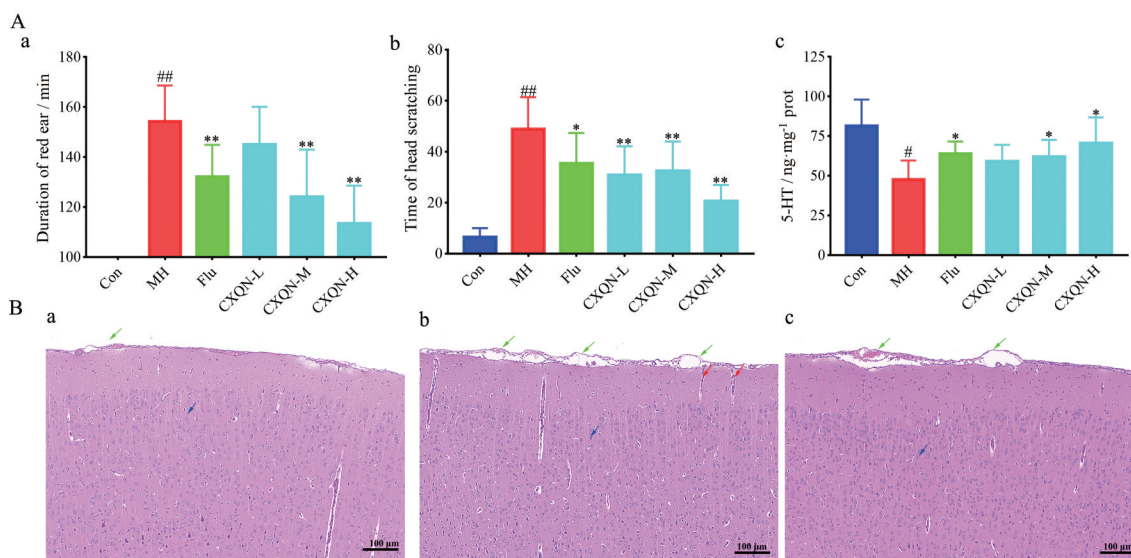 A
a
Duration of red ear / min
180
160
140
120
100
##
**
**
**
Con
MH
Flu
CXQN-L
CXQN-M
CXQN-H
b
Time of head scratching
80
60
40
20
0
##
*
**
**
**
Con
MH
Flu
CXQN-L
CXQN-M
CXQN-H
c
5-HT / ng·mg⁻¹ prot
125
100
75
50
25
0
#
*
*
*
Con
MH
Flu
CXQN-L
CXQN-M
CXQN-H
B
a
100 μm
b
100 μm
c
100 μm